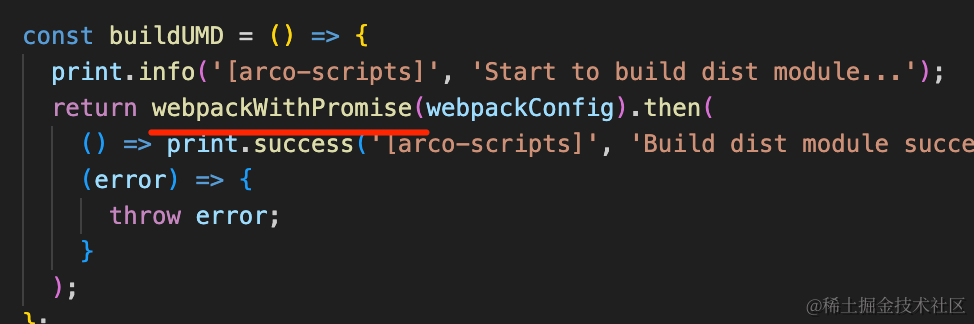 const buildUMD = () => {
print.info('[arco-scripts]', 'Start to build dist module...');
return webpackWithPromise(webpackConfig).then(
() => print.success('[arco-scripts]', 'Build dist module succe
(error) => {
throw error;
}
);
};
@稀土掘金技术社区